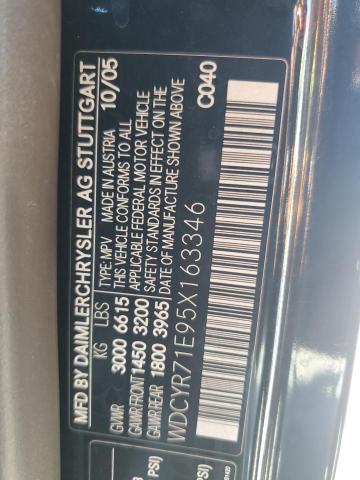 MFD BY DAIMLERCHRYSLER AG STUTTGART
KG LBS TYPE: MPV MADE IN AUSTRIA 10/05
GVWR 3000 6615 THIS VEHICLE CONFORMS TO ALL
GAWR FRONT 1450 3200 APPLICABLE FEDERAL MOTOR VEHICLE
GAWR REAR 1800 3965 SAFETY STANDARDS IN EFFECT ON THE
DATE OF MANUFACTURE SHOWN ABOVE
WDCYR71E95X163346
C040
PSI)
PSI)